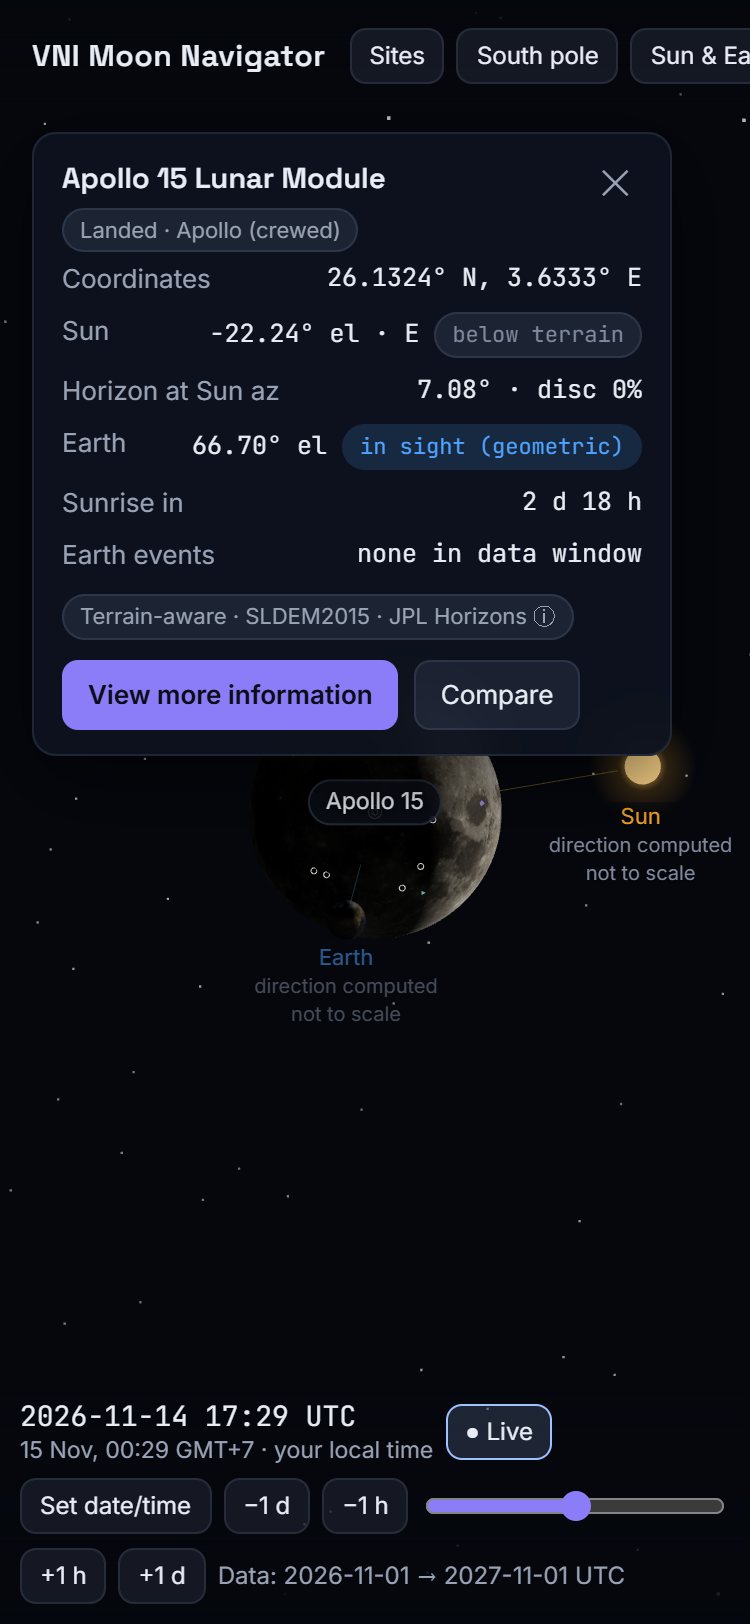 VNI Moon Navigator Sites South pole Sun & Ea
Apollo 15 Lunar Module
Landed · Apollo (crewed)
Coordinates 26.1324° N, 3.6333° E
Sun -22.24° el · E below terrain
Horizon at Sun az 7.08° · disc 0%
Earth 66.70° el in sight (geometric)
Sunrise in 2 d 18 h
Earth events none in data window
Terrain-aware · SLDEM2015 · JPL Horizons ⓘ
View more information Compare
Apollo 15
Sun
direction computed
not to scale
Earth
direction computed
not to scale
2026-11-14 17:29 UTC
15 Nov, 00:29 GMT+7 · your local time
Live
Set date/time −1 d −1 h
+1 h +1 d Data: 2026-11-01 → 2027-11-01 UTC